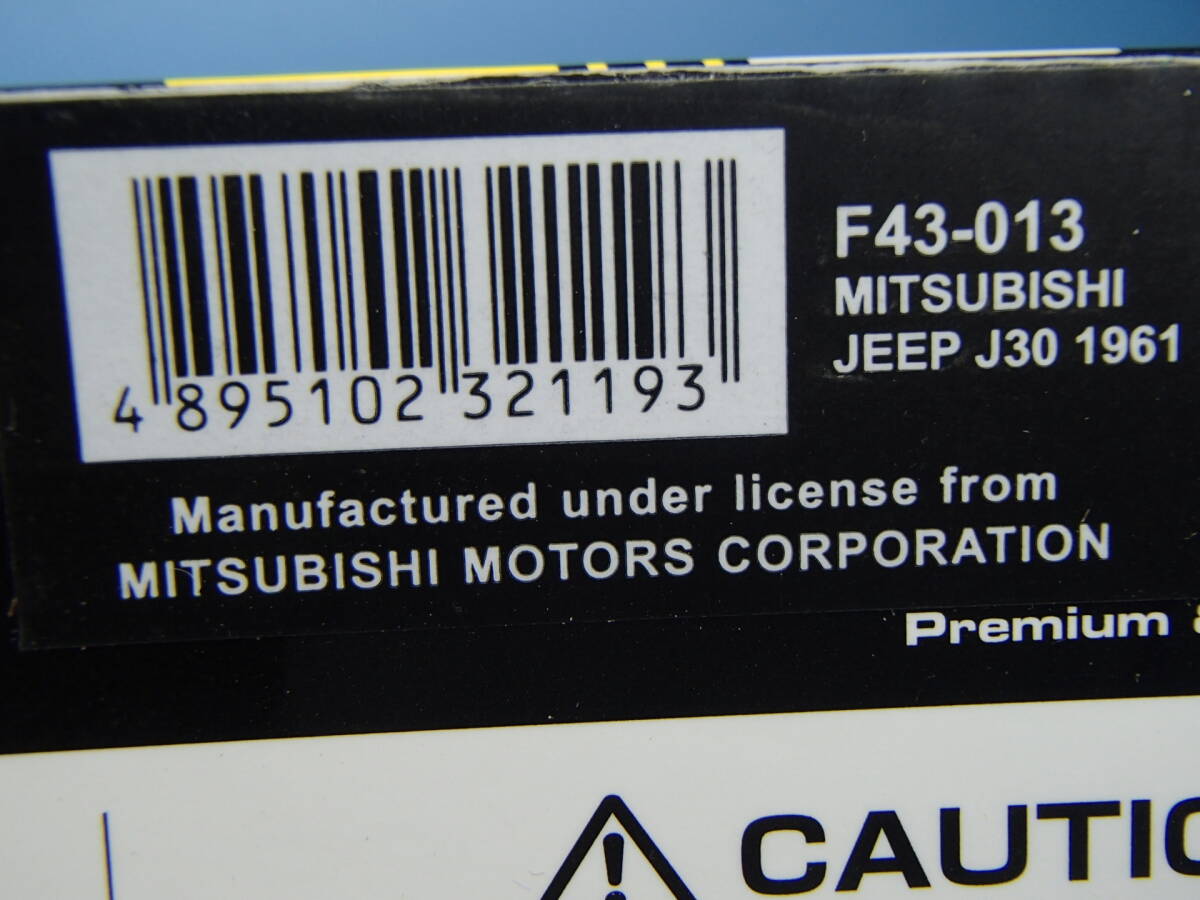 4 895102 321193
F43-013
MITSUBISHI
JEEP J30 1961
Manufactured under license from
MITSUBISHI MOTORS CORPORATION
Premium
CAUTIO